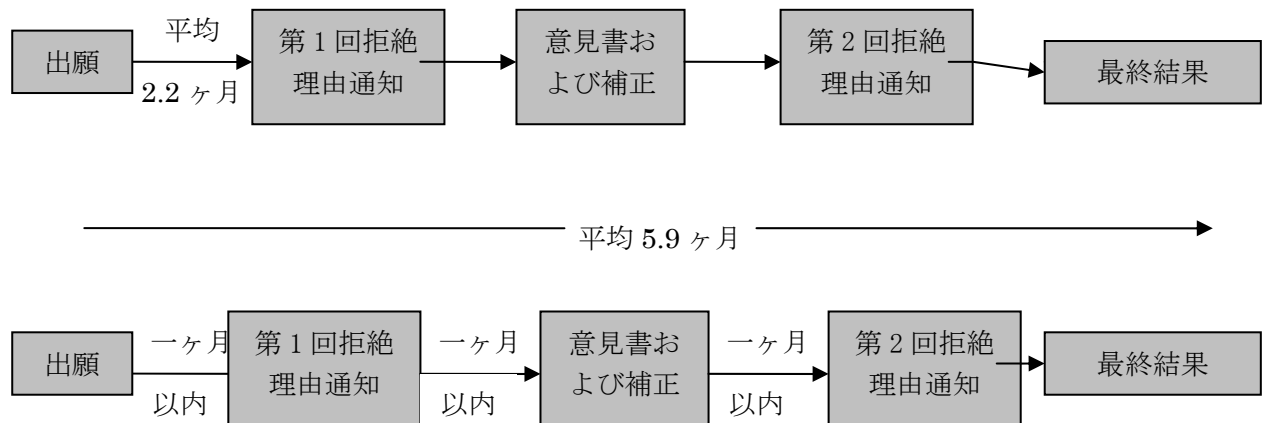 出願
平均
2.2 ヶ月
第 1 回拒絶
理由通知
意見書お
よび補正
第 2 回拒絶
理由通知
最終結果
平均 5.9 ヶ月
出願
一ヶ月
以内
第 1 回拒絶
理由通知
一ヶ月
以内
意見書お
よび補正
一ヶ月
以内
第 2 回拒絶
理由通知
最終結果